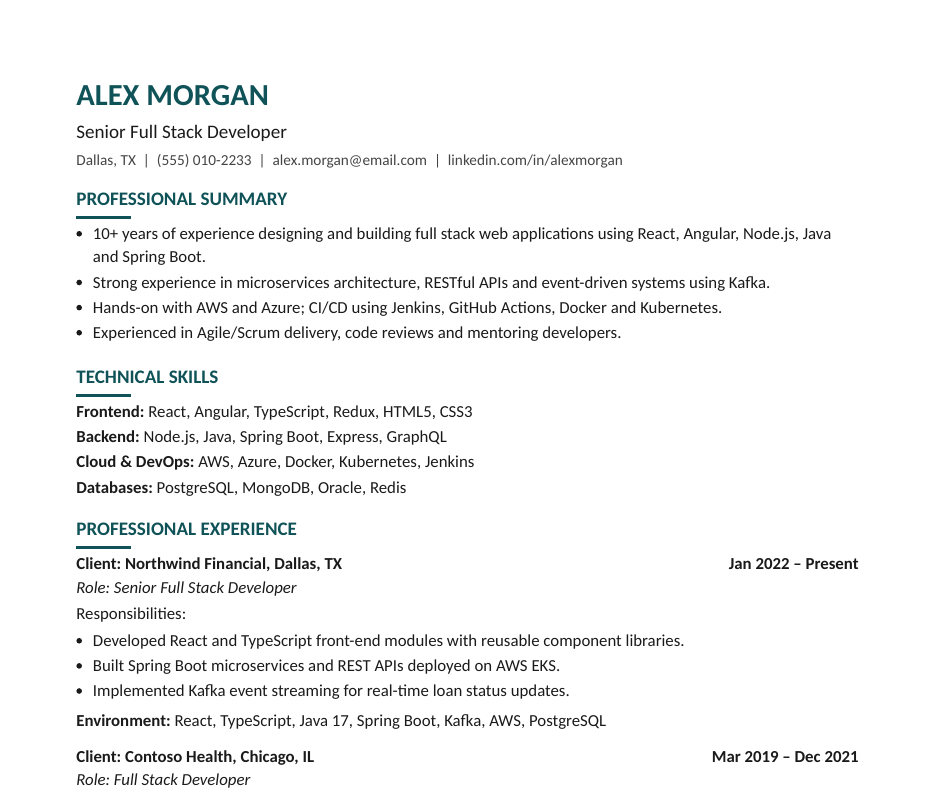 ALEX MORGAN
Senior Full Stack Developer
Dallas, TX | (555) 010-2233 | alex.morgan@email.com | linkedin.com/in/alexmorgan
PROFESSIONAL SUMMARY
• 10+ years of experience designing and building full stack web applications using React, Angular, Node.js, Java
and Spring Boot.
• Strong experience in microservices architecture, RESTful APIs and event-driven systems using Kafka.
• Hands-on with AWS and Azure; CI/CD using Jenkins, GitHub Actions, Docker and Kubernetes.
• Experienced in Agile/Scrum delivery, code reviews and mentoring developers.
TECHNICAL SKILLS
Frontend: React, Angular, TypeScript, Redux, HTML5, CSS3
Backend: Node.js, Java, Spring Boot, Express, GraphQL
Cloud & DevOps: AWS, Azure, Docker, Kubernetes, Jenkins
Databases: PostgreSQL, MongoDB, Oracle, Redis
PROFESSIONAL EXPERIENCE
Client: Northwind Financial, Dallas, TX Jan 2022 – Present
Role: Senior Full Stack Developer
Responsibilities:
• Developed React and TypeScript front-end modules with reusable component libraries.
• Built Spring Boot microservices and REST APIs deployed on AWS EKS.
• Implemented Kafka event streaming for real-time loan status updates.
Environment: React, TypeScript, Java 17, Spring Boot, Kafka, AWS, PostgreSQL
Client: Contoso Health, Chicago, IL Mar 2019 – Dec 2021
Role: Full Stack Developer